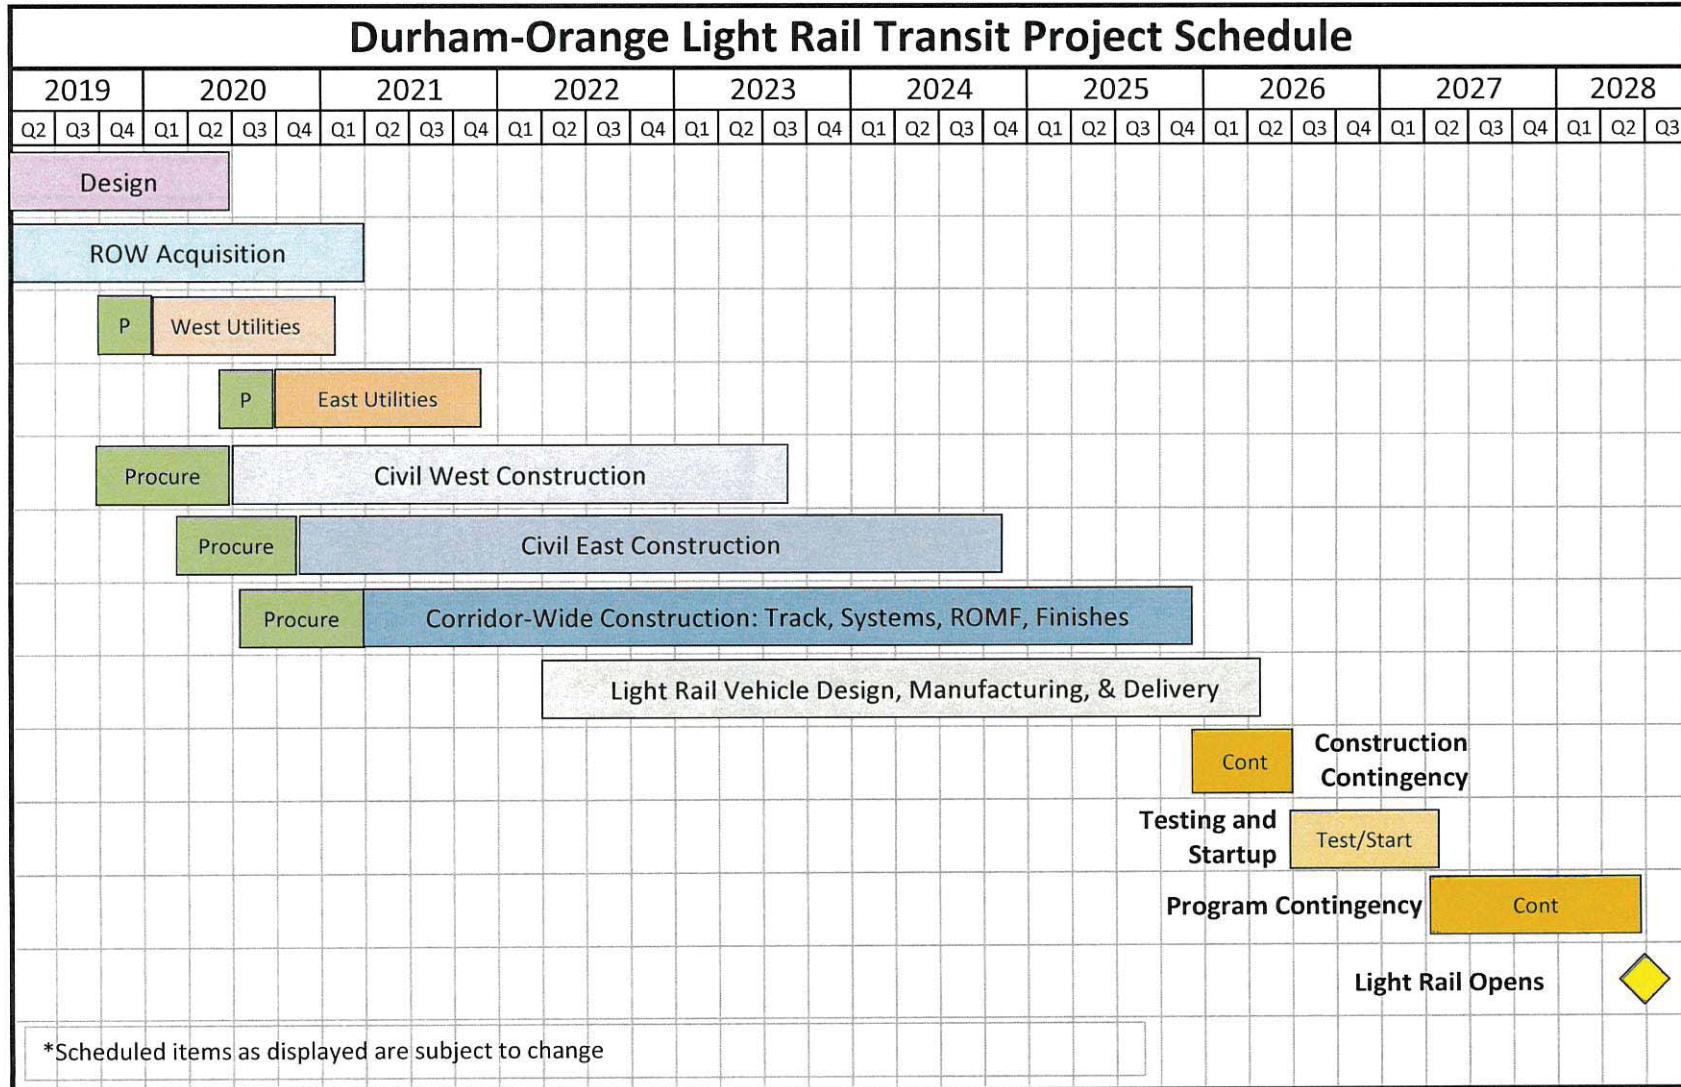 Durham-Orange Light Rail Transit Project Schedule
2019 2020 2021 2022 2023 2024 2025 2026 2027 2028
Q2 Q3 Q4 Q1 Q2 Q3 Q4 Q1 Q2 Q3 Q4 Q1 Q2 Q3 Q4 Q1 Q2 Q3 Q4 Q1 Q2 Q3 Q4 Q1 Q2 Q3 Q4 Q1 Q2 Q3 Q4 Q1 Q2 Q3 Q4 Q1 Q2 Q3
Design
ROW Acquisition
P West Utilities
P East Utilities
Procure Civil West Construction
Procure Civil East Construction
Procure Corridor-Wide Construction: Track, Systems, ROMF, Finishes
Light Rail Vehicle Design, Manufacturing, & Delivery
Cont Construction
Contingency
Testing and
Startup Test/Start
Program Contingency Cont
Light Rail Opens
*Scheduled items as displayed are subject to change